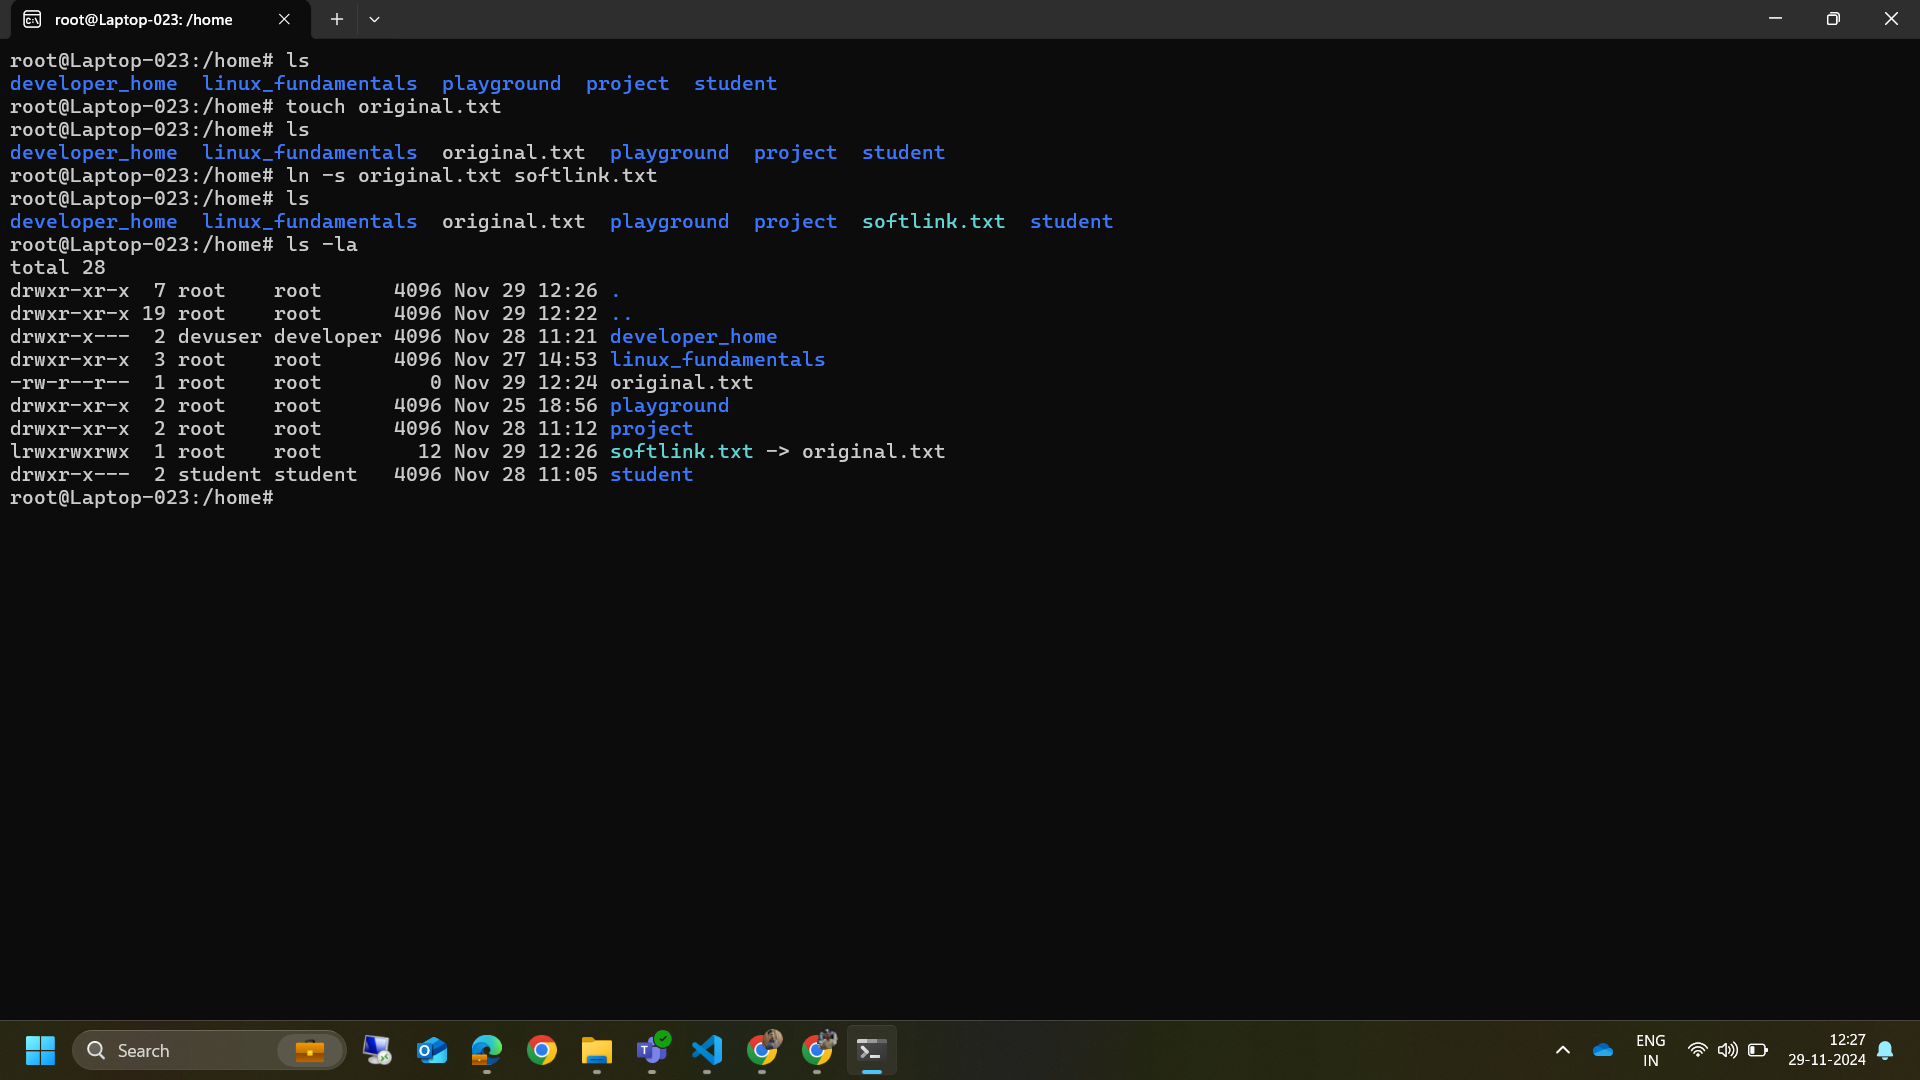 root@Laptop-023: /home
root@Laptop-023:/home# ls
developer_home  linux_fundamentals  playground  project  student
root@Laptop-023:/home# touch original.txt
root@Laptop-023:/home# ls
developer_home  linux_fundamentals  original.txt  playground  project  student
root@Laptop-023:/home# ln -s original.txt softlink.txt
root@Laptop-023:/home# ls
developer_home  linux_fundamentals  original.txt  playground  project  softlink.txt  student
root@Laptop-023:/home# ls -la
total 28
drwxr-xr-x  7 root    root      4096 Nov 29 12:26 .
drwxr-xr-x 19 root    root      4096 Nov 29 12:22 ..
drwxr-x---  2 devuser developer 4096 Nov 28 11:21 developer_home
drwxr-xr-x  3 root    root      4096 Nov 27 14:53 linux_fundamentals
-rw-r--r--  1 root    root         0 Nov 29 12:24 original.txt
drwxr-xr-x  2 root    root      4096 Nov 25 18:56 playground
drwxr-xr-x  2 root    root      4096 Nov 28 11:12 project
lrwxrwxrwx  1 root    root        12 Nov 29 12:26 softlink.txt -> original.txt
drwxr-x---  2 student student   4096 Nov 28 11:05 student
root@Laptop-023:/home#
Search
ENG
IN
12:27
29-11-2024